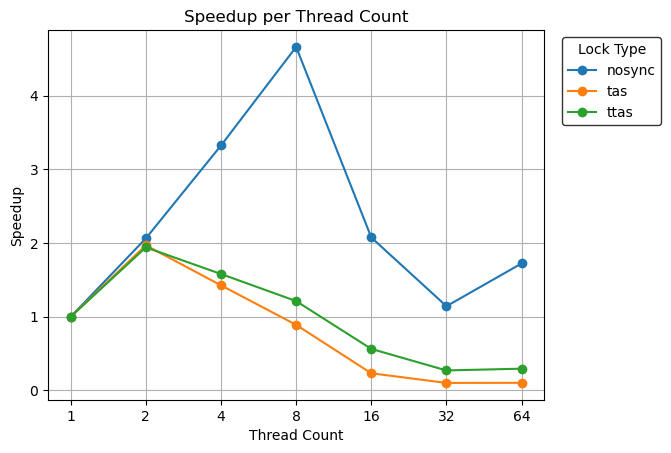 Speedup per Thread Count
Lock Type
nosync
tas
ttas
Speedup
4
3
2
1
0
1 2 4 8 16 32 64
Thread Count